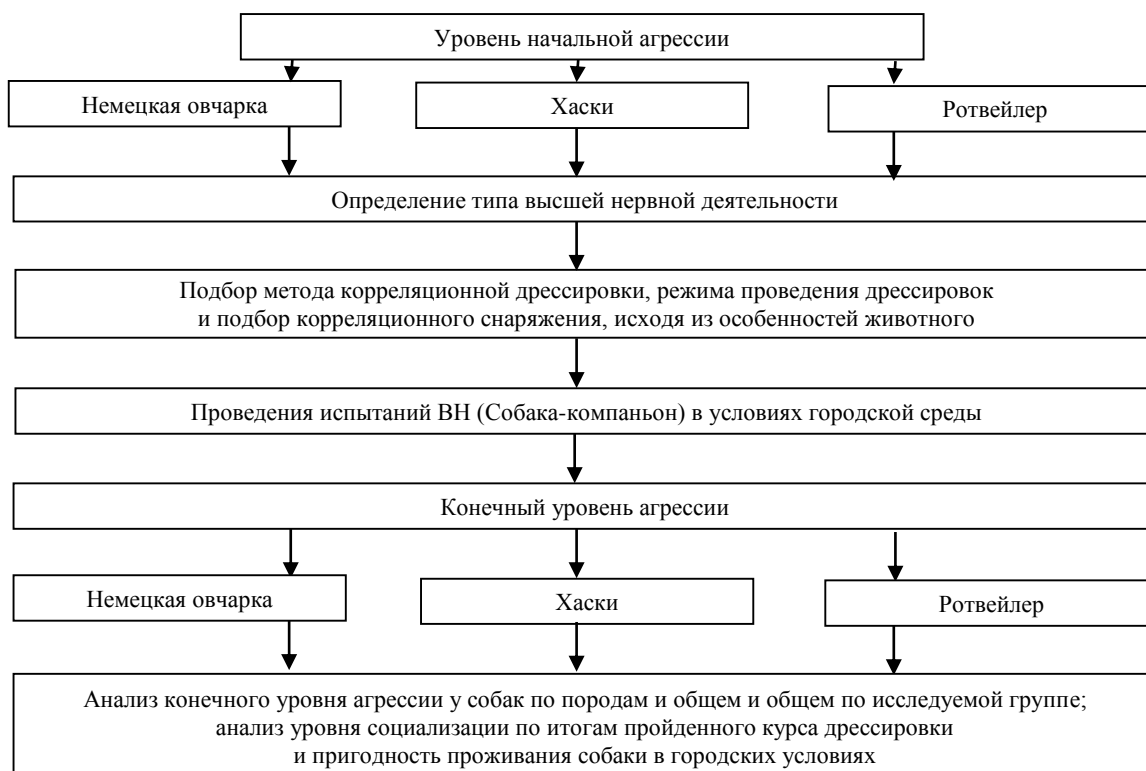 Уровень начальной агрессии
Немецкая овчарка
Хаски
Ротвейлер
Определение типа высшей нервной деятельности
Подбор метода корреляционной дрессировки, режима проведения дрессировок
и подбор корреляционного снаряжения, исходя из особенностей животного
Проведения испытаний ВН (Собака-компаньон) в условиях городской среды
Конечный уровень агрессии
Немецкая овчарка
Хаски
Ротвейлер
Анализ конечного уровня агрессии у собак по породам и общем и общем по исследуемой группе;
анализ уровня социализации по итогам пройденного курса дрессировки
и пригодность проживания собаки в городских условиях